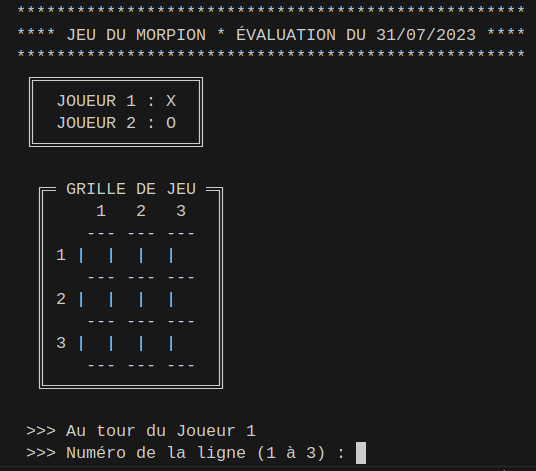 ***************************************************
**** JEU DU MORPION * ÉVALUATION DU 31/07/2023 ****
***************************************************
JOUEUR 1 : X
JOUEUR 2 : O
GRILLE DE JEU
1   2   3
--- --- ---
1 |  |  |  |
--- --- ---
2 |  |  |  |
--- --- ---
3 |  |  |  |
--- --- ---
>>> Au tour du Joueur 1
>>> Numéro de la ligne (1 à 3) :